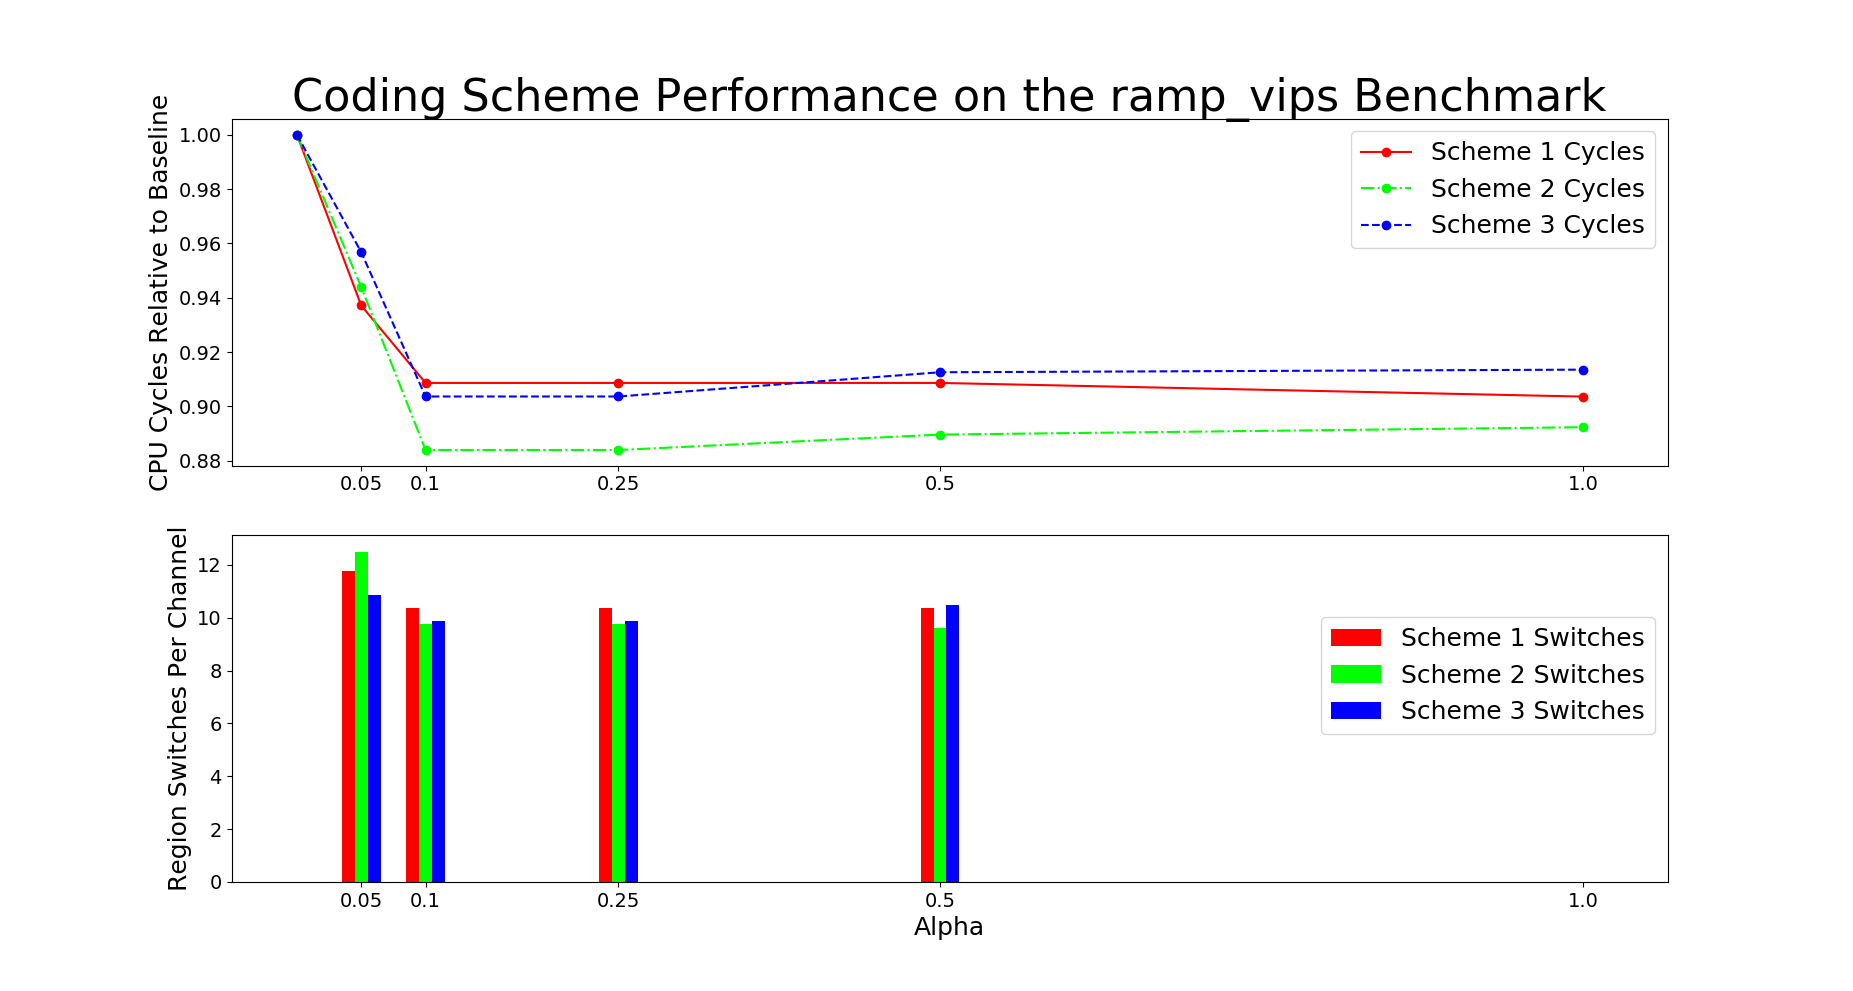 Coding Scheme Performance on the ramp_vips Benchmark
CPU Cycles Relative to Baseline
1.00
0.98
0.96
0.94
0.92
0.90
0.88
Scheme 1 Cycles
Scheme 2 Cycles
Scheme 3 Cycles
0.05 0.1 0.25 0.5 1.0
Region Switches Per Channel
12
10
8
6
4
2
0
Scheme 1 Switches
Scheme 2 Switches
Scheme 3 Switches
0.05 0.1 0.25 0.5 1.0
Alpha